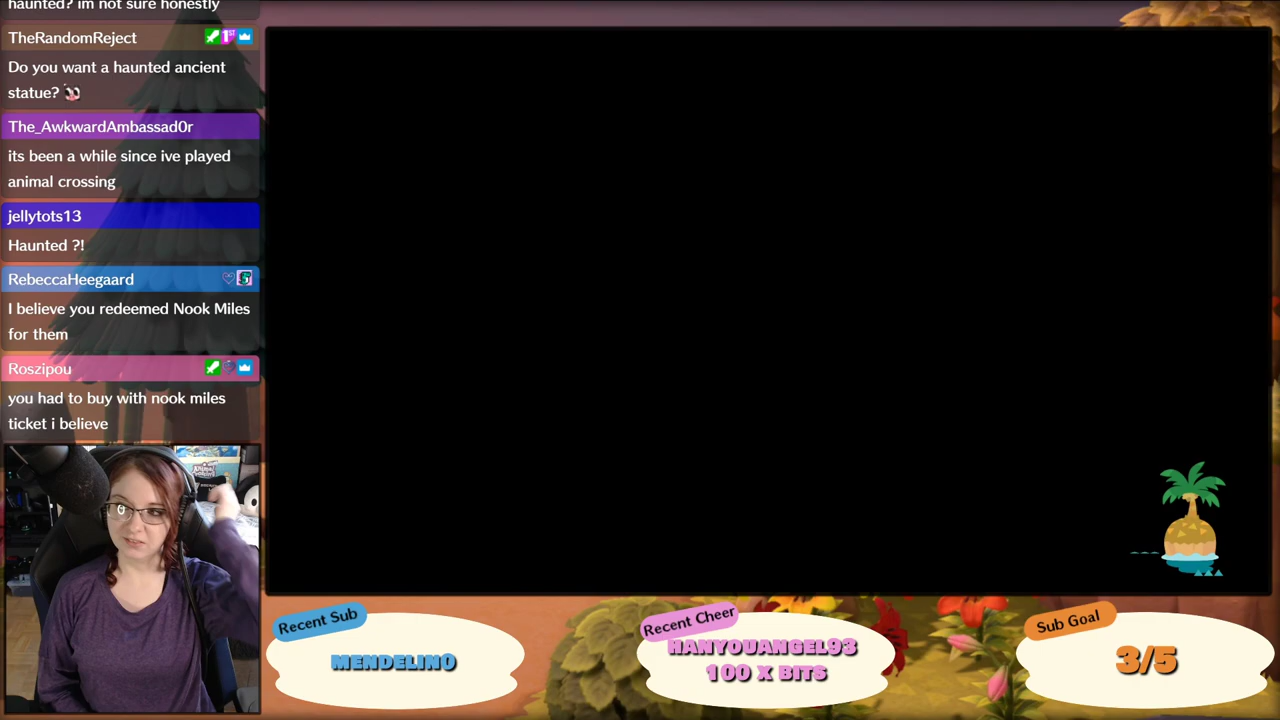 haunted? im not sure honestly
TheRandomReject
Do you want a haunted ancient
statue?
The_AwkwardAmbassad0r
its been a while since ive played
animal crossing
jellytots13
Haunted ?!
RebeccaHeegaard
I believe you redeemed Nook Miles
for them
Roszipou
you had to buy with nook miles
ticket i believe
Recent Sub
MENDELIN0
Recent Cheer
HANYOUANGEL93
100 X BITS
Sub Goal
3/5